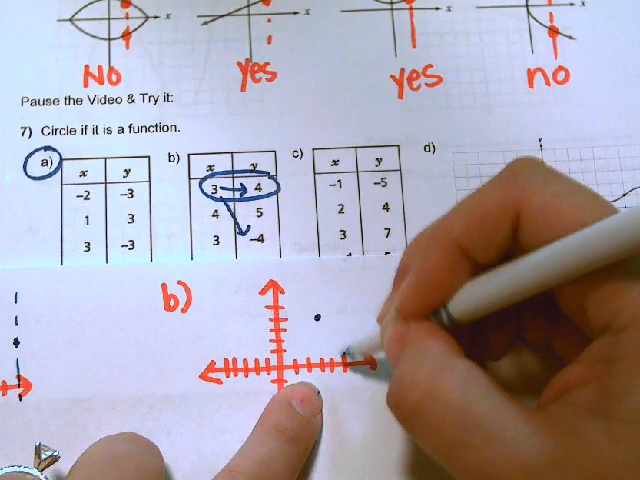 x x x x
No yes yes no
Pause the Video & Try it:
7) Circle if it is a function.
a) b) c) d)
x y x y x y
-2 -3 3 4 -1 -5
1 3 4 5 2 4
3 -3 3 -4 3 7
b)